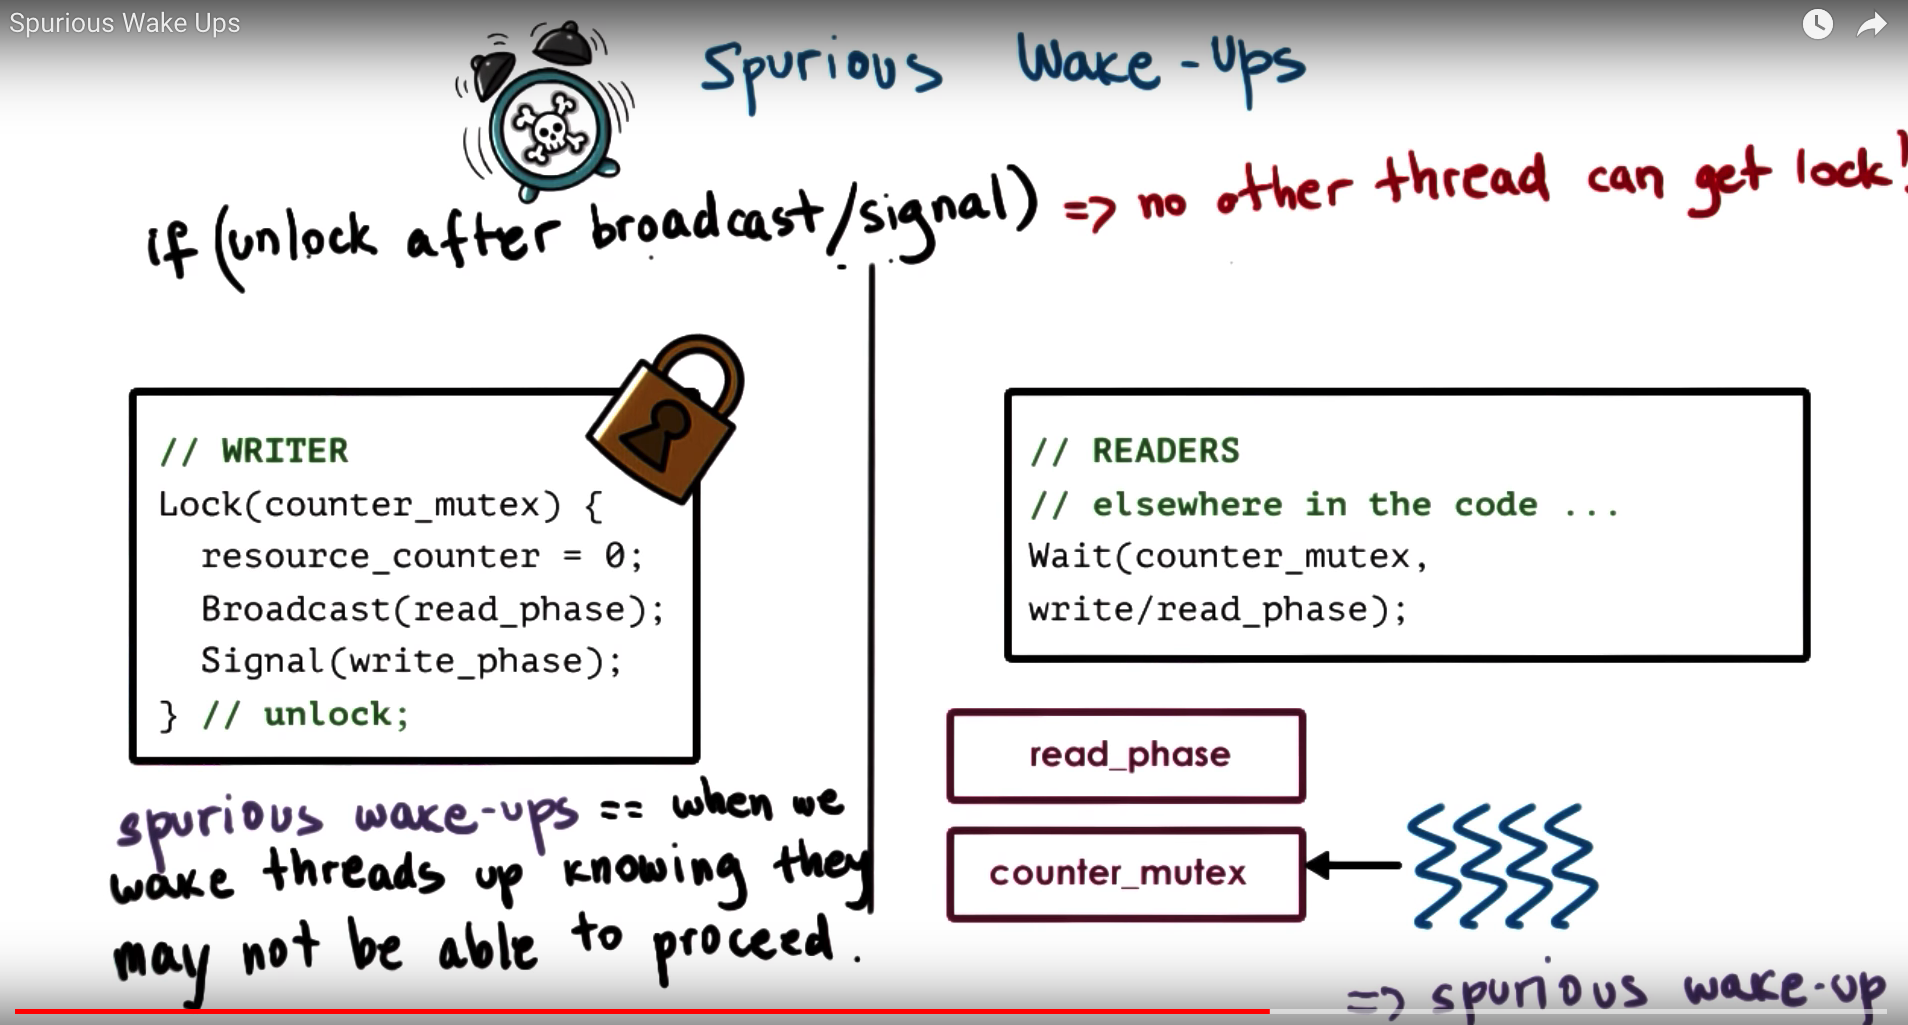 Spurious Wake Ups
Spurious Wake-Ups
if (unlock after broadcast/signal) => no other thread can get lock!
// WRITER
Lock(counter_mutex) {
resource_counter = 0;
Broadcast(read_phase);
Signal(write_phase);
} // unlock;
// READERS
// elsewhere in the code ...
Wait(counter_mutex,
write/read_phase);
read_phase
counter_mutex
spurious wake-ups == when we
wake threads up knowing they
may not be able to proceed.
=> spurious wake-up